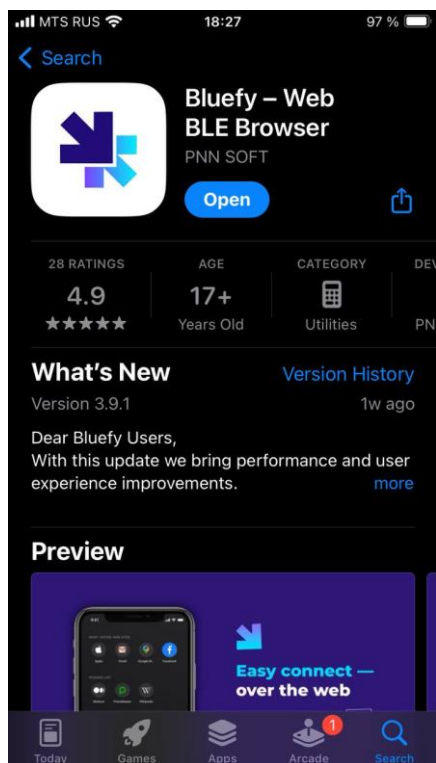 MTS RUS 18:27 97 %
Search
Bluefy – Web
BLE Browser
PNN SOFT
Open
28 RATINGS AGE CATEGORY DEV
4.9 17+
Years Old Utilities PN
What's New Version History
Version 3.9.1 1w ago
Dear Bluefy Users,
With this update we bring performance and user
experience improvements. more
Preview
Easy connect —
over the web
1
Today Games Apps Arcade Search